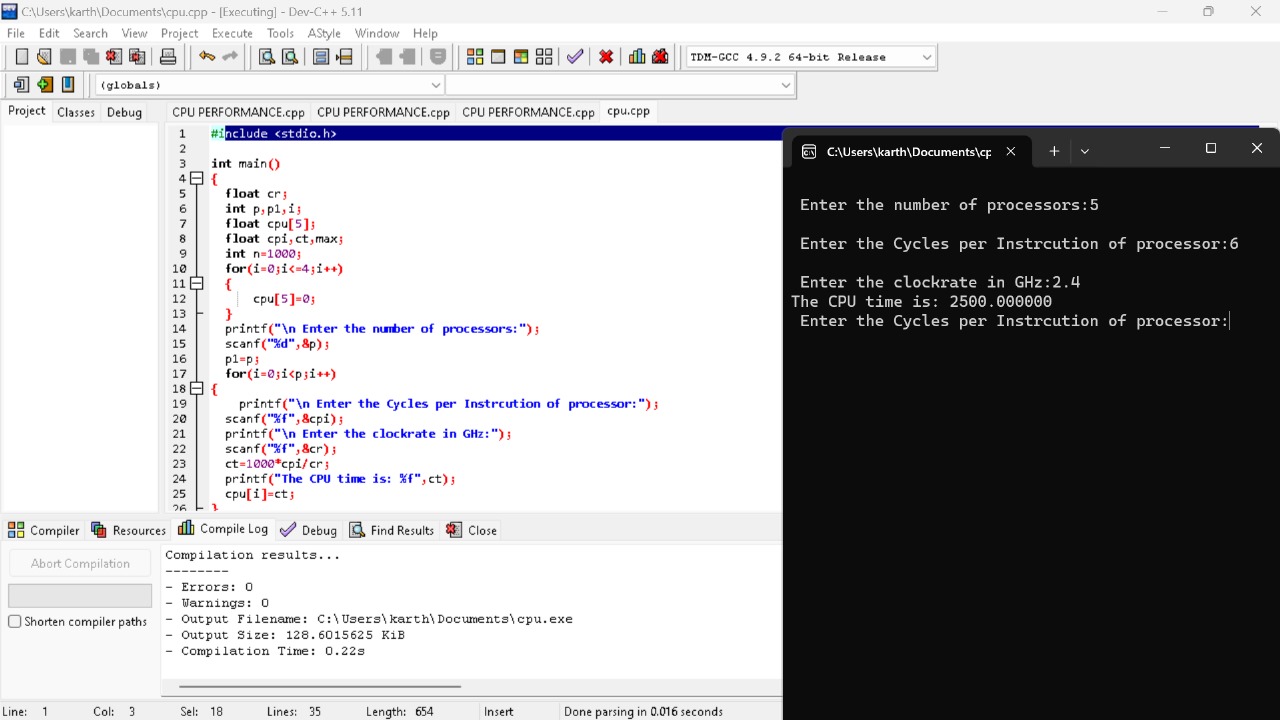 C:\Users\karth\Documents\cpu.cpp - [Executing] - Dev-C++ 5.11
File Edit Search View Project Execute Tools AStyle Window Help
TDM-GCC 4.9.2 64-bit Release
(globals)
Project Classes Debug
CPU PERFORMANCE.cpp CPU PERFORMANCE.cpp CPU PERFORMANCE.cpp cpu.cpp
1 #include <stdio.h>
2
3 int main()
4 {
5 float cr;
6 int p,p1,i;
7 float cpu[5];
8 float cpi,ct,max;
9 int n=1000;
10 for(i=0;i<=4;i++)
11 {
12 cpu[5]=0;
13 }
14 printf("\n Enter the number of processors:");
15 scanf("%d",&p);
16 p1=p;
17 for(i=0;i<p;i++)
18 {
19 printf("\n Enter the Cycles per Instrcution of processor:");
20 scanf("%f",&cpi);
21 printf("\n Enter the clockrate in GHz:");
22 scanf("%f",&cr);
23 ct=1000*cpi/cr;
24 printf("The CPU time is: %f",ct);
25 cpu[i]=ct;
26 }
C:\Users\karth\Documents\cp
Enter the number of processors:5
Enter the Cycles per Instrcution of processor:6
Enter the clockrate in GHz:2.4
The CPU time is: 2500.000000
Enter the Cycles per Instrcution of processor:
Compiler Resources Compile Log Debug Find Results Close
Abort Compilation
Shorten compiler paths
Compilation results...
--------
- Errors: 0
- Warnings: 0
- Output Filename: C:\Users\karth\Documents\cpu.exe
- Output Size: 128.6015625 KiB
- Compilation Time: 0.22s
Line: 1 Col: 3 Sel: 18 Lines: 35 Length: 654 Insert Done parsing in 0.016 seconds